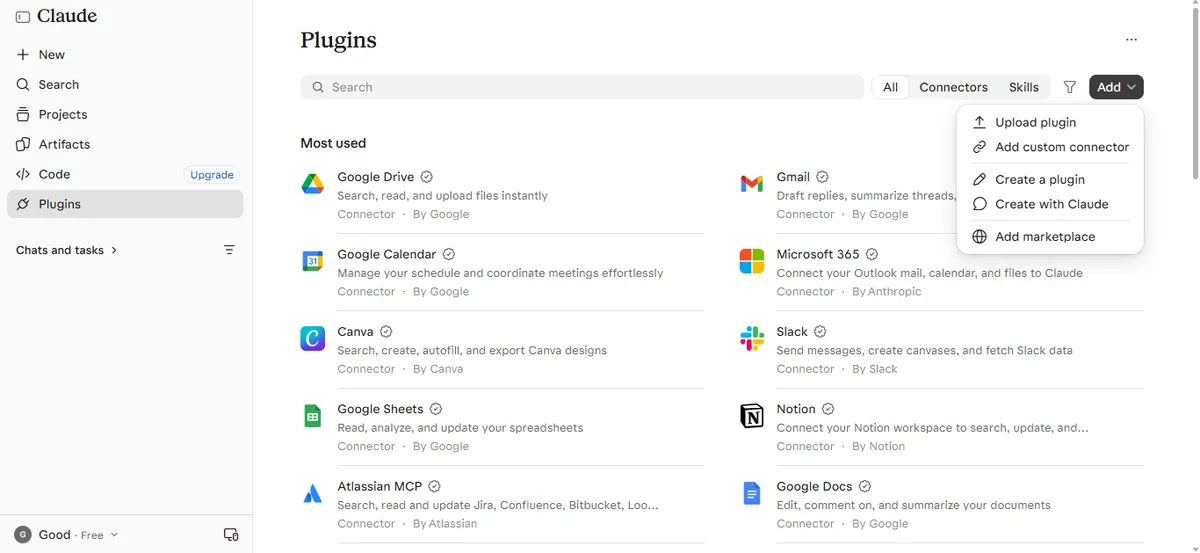 Claude
New
Search
Projects
Artifacts
Code Upgrade
Plugins
Chats and tasks
G Good · Free
Plugins
Search
All Connectors Skills Add
Upload plugin
Add custom connector
Create a plugin
Create with Claude
Add marketplace
Most used
Google Drive
Search, read, and upload files instantly
Connector · By Google
Gmail
Draft replies, summarize threads,
Connector · By Google
31
Google Calendar
Manage your schedule and coordinate meetings effortlessly
Connector · By Google
Microsoft 365
Connect your Outlook mail, calendar, and files to Claude
Connector · By Anthropic
C
Canva
Search, create, autofill, and export Canva designs
Connector · By Canva
Slack
Send messages, create canvases, and fetch Slack data
Connector · By Slack
Google Sheets
Read, analyze, and update your spreadsheets
Connector · By Google
N
Notion
Connect your Notion workspace to search, update, and…
Connector · By Notion
Atlassian MCP
Search, read and update Jira, Confluence, Bitbucket, Loo…
Connector · By Atlassian
Google Docs
Edit, comment on, and summarize your documents
Connector · By Google